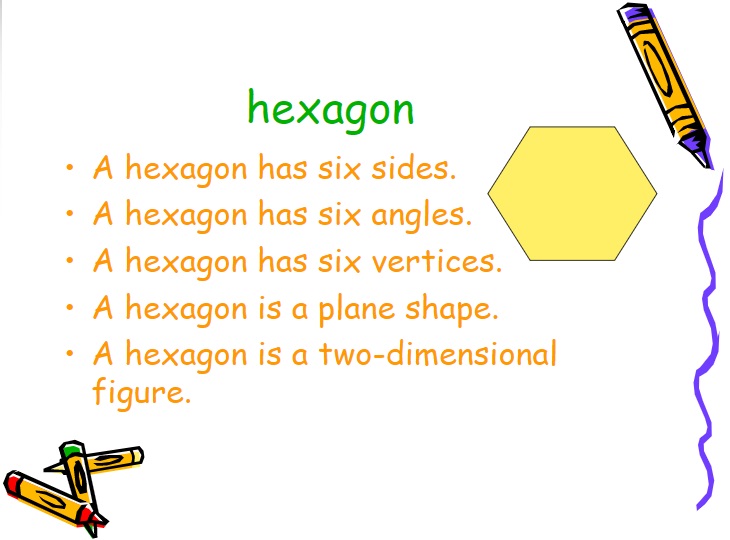 hexagon
• A hexagon has six sides.
• A hexagon has six angles.
• A hexagon has six vertices.
• A hexagon is a plane shape.
• A hexagon is a two-dimensional
figure.